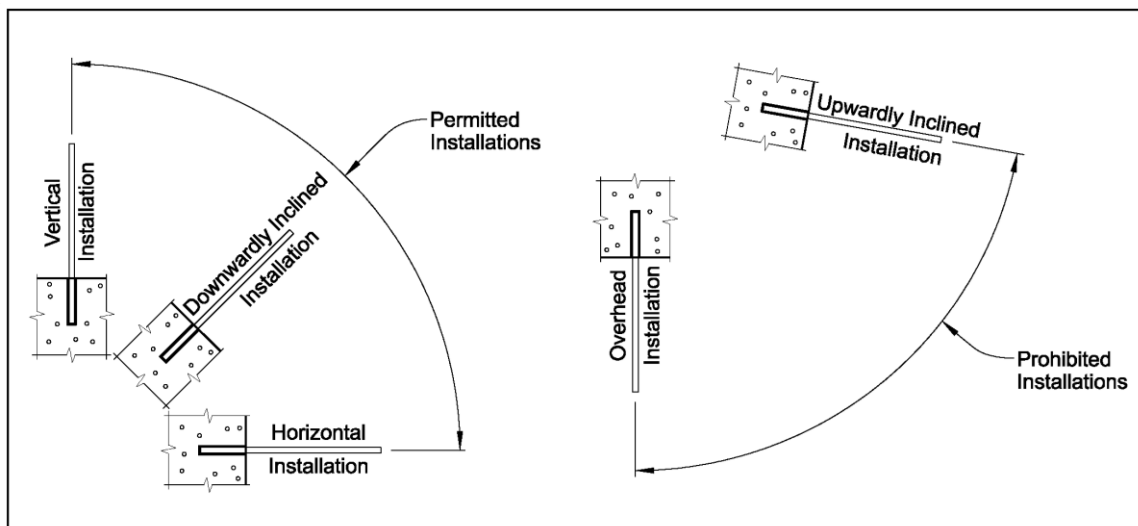 Permitted
Installations
Vertical
Installation
Downwardly Inclined
Installation
Horizontal
Installation
Upwardly Inclined
Installation
Overhead
Installation
Prohibited
Installations